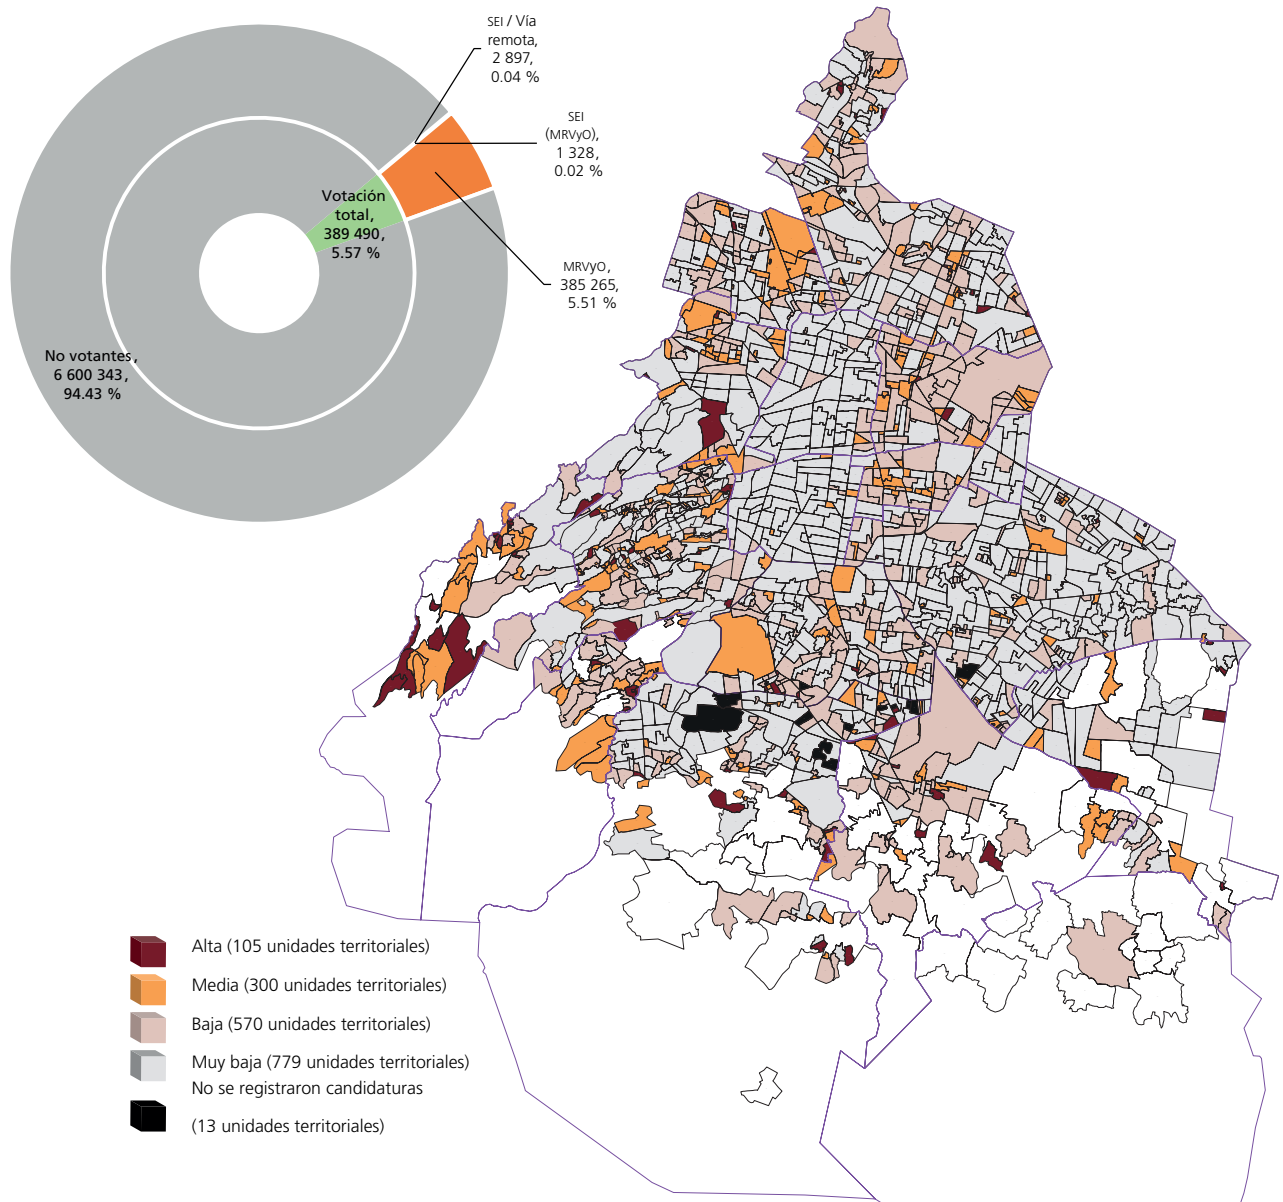 SEI / Vía
remota,
2 897,
0.04 %
SEI
(MRVyO),
1 328,
0.02 %
Votación
total,
389 490,
5.57 %
MRVyO,
385 265,
5.51 %
No votantes,
6 600 343,
94.43 %
Alta (105 unidades territoriales)
Media (300 unidades territoriales)
Baja (570 unidades territoriales)
Muy baja (779 unidades territoriales)
No se registraron candidaturas
(13 unidades territoriales)